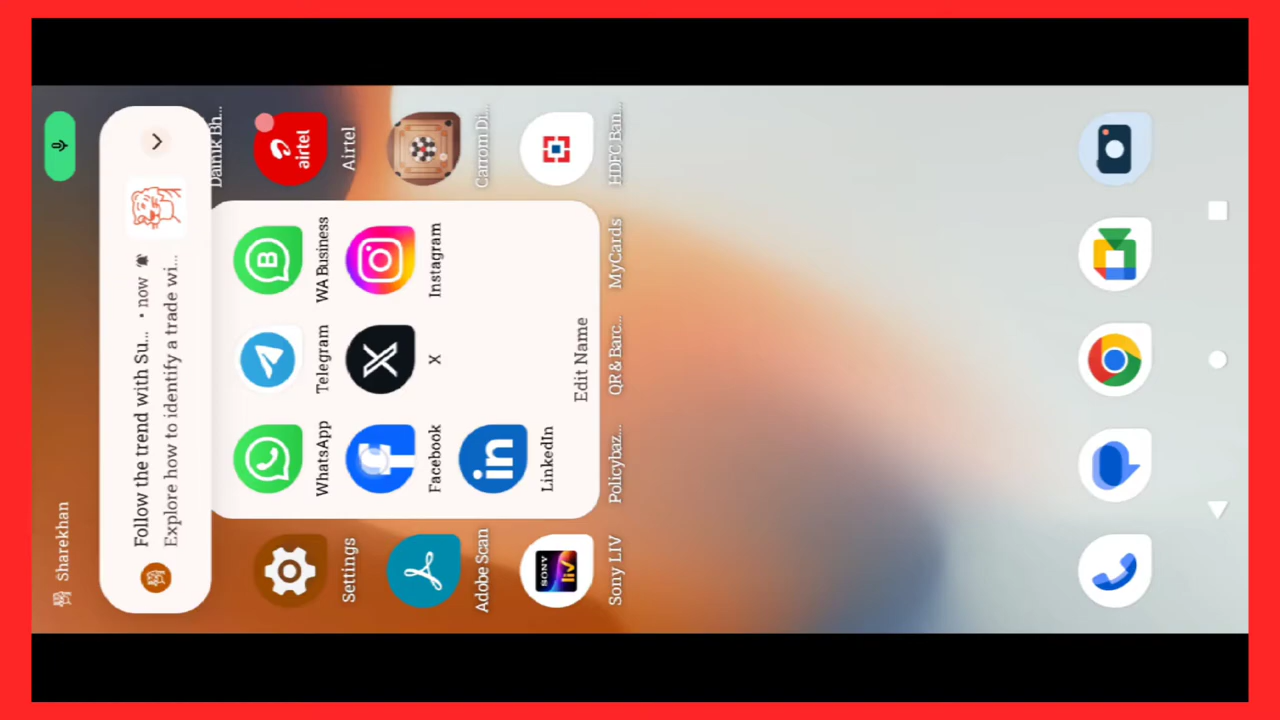 Sharekhan
Follow the trend with Su... • now
Explore how to identify a trade wi...
Dainik Bh...
WhatsApp
Telegram
WA Business
Facebook
X
Instagram
LinkedIn
Edit Name
Settings
airtel
Airtel
Adobe Scan
Carrom Di...
SONY
liv
Sony LIV
Policybaz...
QR & Barc...
MyCards
HDFC Ban...